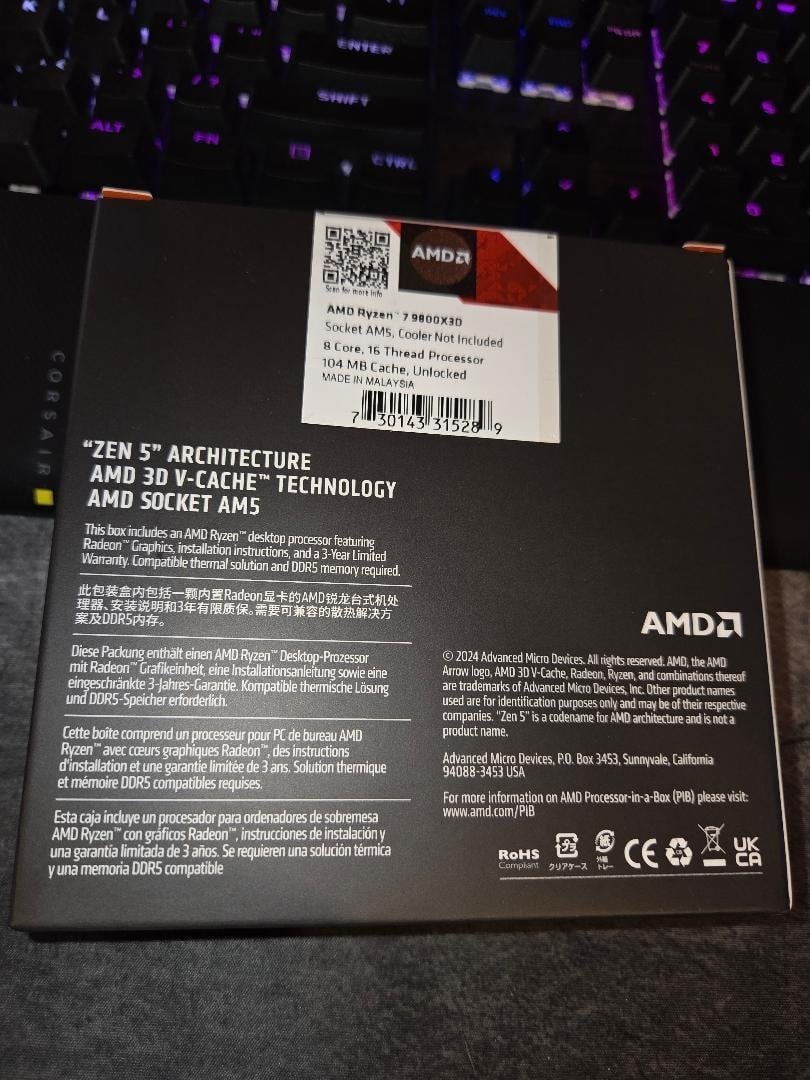 ENTER
SHIFT
ALT
FN
CTRL
7
4
6
1
2
3
0
CORSAIR
AMD
Scan for more info
AMD Ryzen™ 7 9800X3D
Socket AM5, Cooler Not Included
8 Core, 16 Thread Processor
104 MB Cache, Unlocked
MADE IN MALAYSIA
7 30143 31528 9
"ZEN 5" ARCHITECTURE
AMD 3D V-CACHE™ TECHNOLOGY
AMD SOCKET AM5
This box includes an AMD Ryzen™ desktop processor featuring
Radeon™ Graphics, installation instructions, and a 3-Year Limited
Warranty. Compatible thermal solution and DDR5 memory required.
此包装盒内包括一颗内置Radeon显卡的AMD锐龙台式机处
理器、安装说明和3年有限质保。需要可兼容的散热解决方
案及DDR5内存。
Diese Packung enthält einen AMD Ryzen™ Desktop-Prozessor
mit Radeon™ Grafikeinheit, eine Installationsanleitung sowie eine
eingeschränkte 3-Jahres-Garantie. Kompatible thermische Lösung
und DDR5-Speicher erforderlich.
Cette boîte comprend un processeur pour PC de bureau AMD
Ryzen™ avec cœurs graphiques Radeon™, des instructions
d'installation et une garantie limitée de 3 ans. Solution thermique
et mémoire DDR5 compatibles requises.
Esta caja incluye un procesador para ordenadores de sobremesa
AMD Ryzen™ con gráficos Radeon™, instrucciones de instalación y
una garantía limitada de 3 años. Se requieren una solución térmica
y una memoria DDR5 compatible
AMD
© 2024 Advanced Micro Devices. All rights reserved. AMD, the AMD
Arrow logo, AMD 3D V-Cache, Radeon, Ryzen, and combinations thereof
are trademarks of Advanced Micro Devices, Inc. Other product names
used are for identification purposes only and may be of their respective
companies. "Zen 5" is a codename for AMD architecture and is not a
product name.
Advanced Micro Devices, P.O. Box 3453, Sunnyvale, California
94088-3453 USA
For more information on AMD Processor-in-a-Box (PIB) please visit:
www.amd.com/PIB
RoHS
Compliant
プラ
クリアケース
紙
外箱
トレー
CE
UK
CA